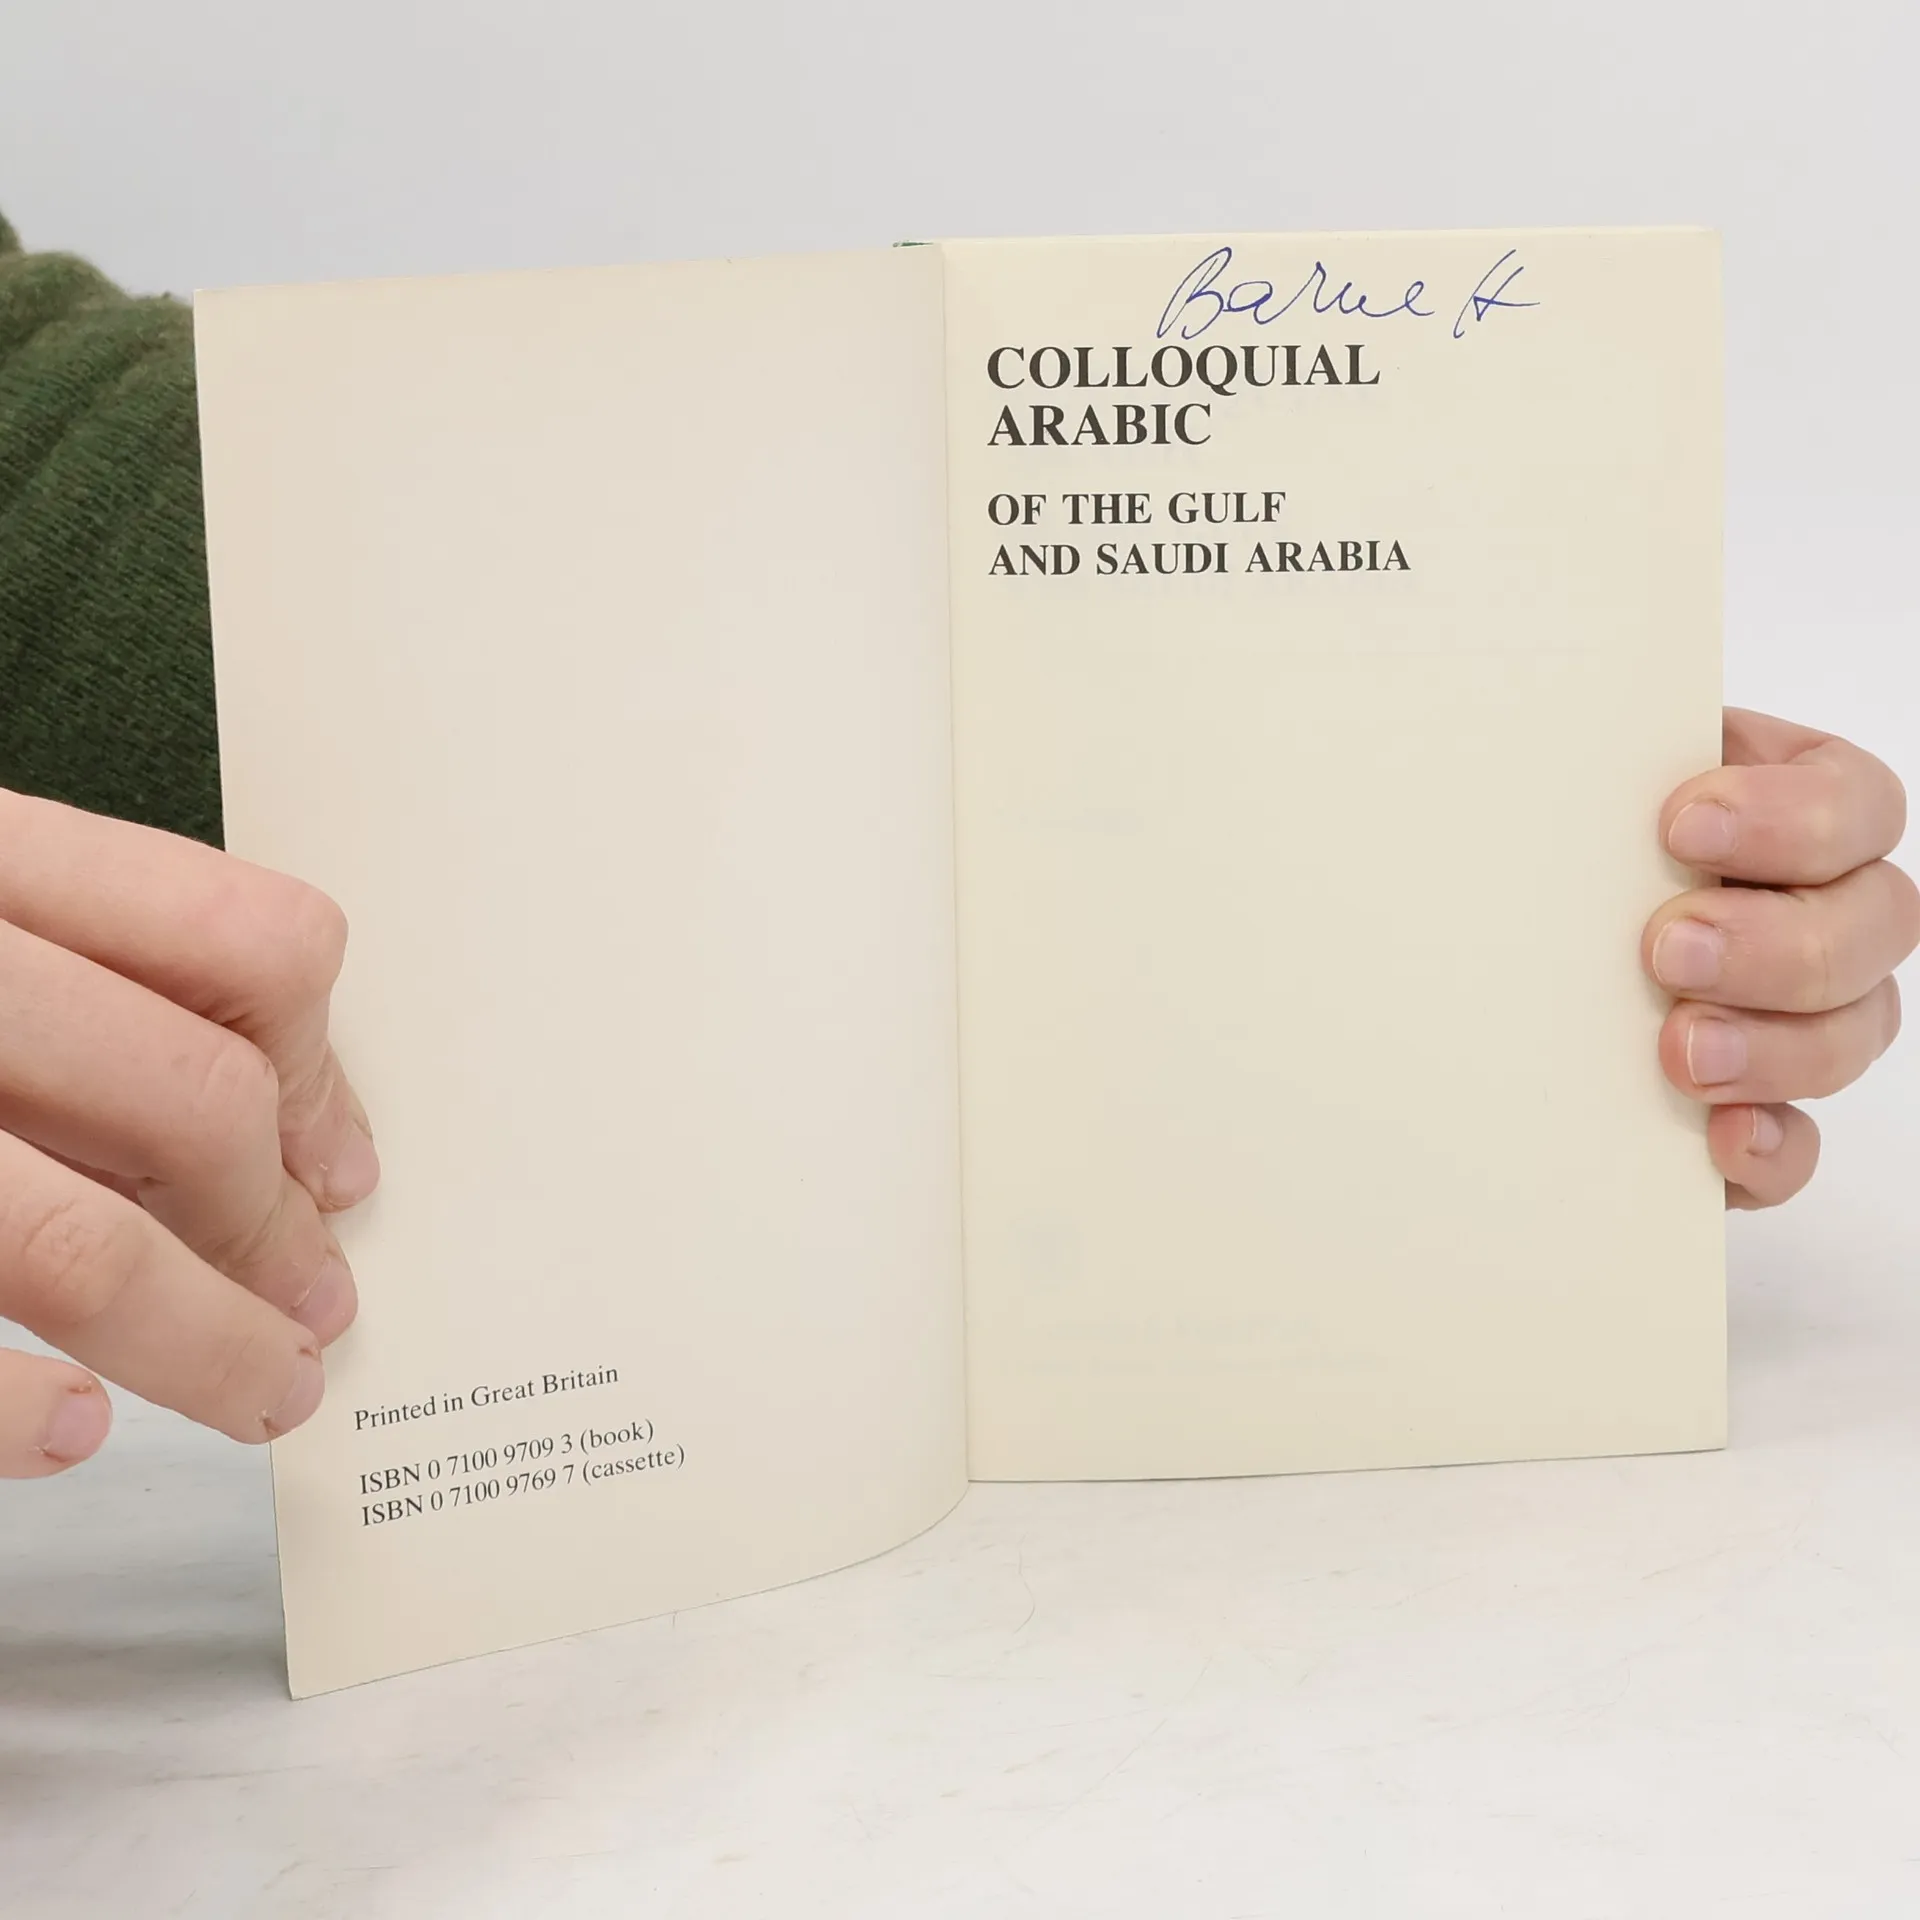 Printed in Great Britain
ISBN 0 7100 9709 3 (book)
ISBN 0 7100 9769 7 (cassette)
Barnett
COLLOQUIAL
ARABIC
OF THE GULF
AND SAUDI ARABIA